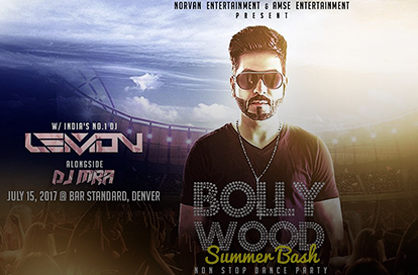 NORVAN ENTERTAINMENT & AMSE ENTERTAINMENT
PRESENT
W/ INDIA'S NO.1 DJ
LEMON
ALONGSIDE
DJ MRA
JULY 15, 2017 @ BAR STANDARD, DENVER
BOLLY
WOOD
Summer Bash
NON STOP DANCE PARTY